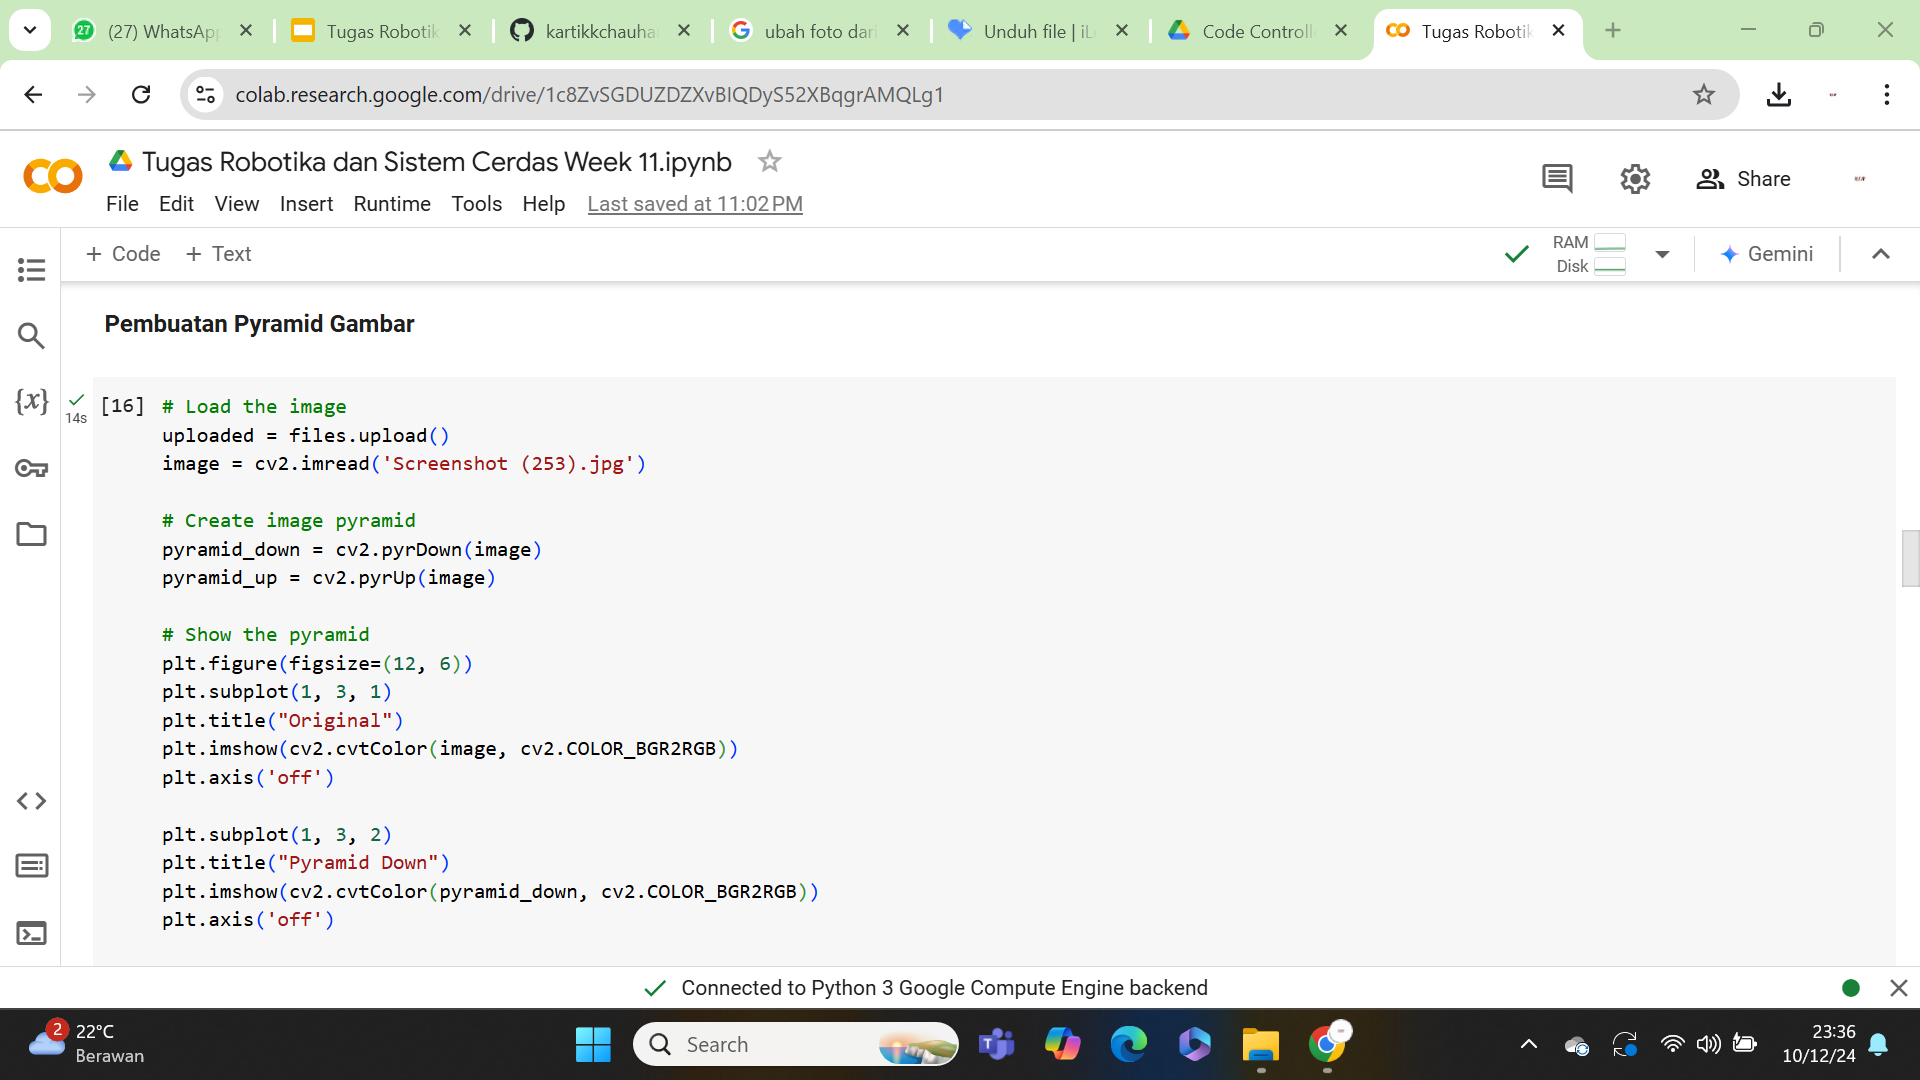 27
(27) WhatsApp
Tugas Robotik
kartikkchauha
ubah foto dari
Unduh file | iL
Code Controll
Tugas Robotik
colab.research.google.com/drive/1c8ZvSGDUZDZXvBIQDyS52XBqgrAMQLg1
Tugas Robotika dan Sistem Cerdas Week 11.ipynb
File Edit View Insert Runtime Tools Help Last saved at 11:02 PM
Share
+ Code + Text
RAM
Disk
Gemini
Pembuatan Pyramid Gambar
14s
[16] # Load the image
uploaded = files.upload()
image = cv2.imread('Screenshot (253).jpg')
# Create image pyramid
pyramid_down = cv2.pyrDown(image)
pyramid_up = cv2.pyrUp(image)
# Show the pyramid
plt.figure(figsize=(12, 6))
plt.subplot(1, 3, 1)
plt.title("Original")
plt.imshow(cv2.cvtColor(image, cv2.COLOR_BGR2RGB))
plt.axis('off')
plt.subplot(1, 3, 2)
plt.title("Pyramid Down")
plt.imshow(cv2.cvtColor(pyramid_down, cv2.COLOR_BGR2RGB))
plt.axis('off')
Connected to Python 3 Google Compute Engine backend
2
22°C
Berawan
Search
23:36
10/12/24